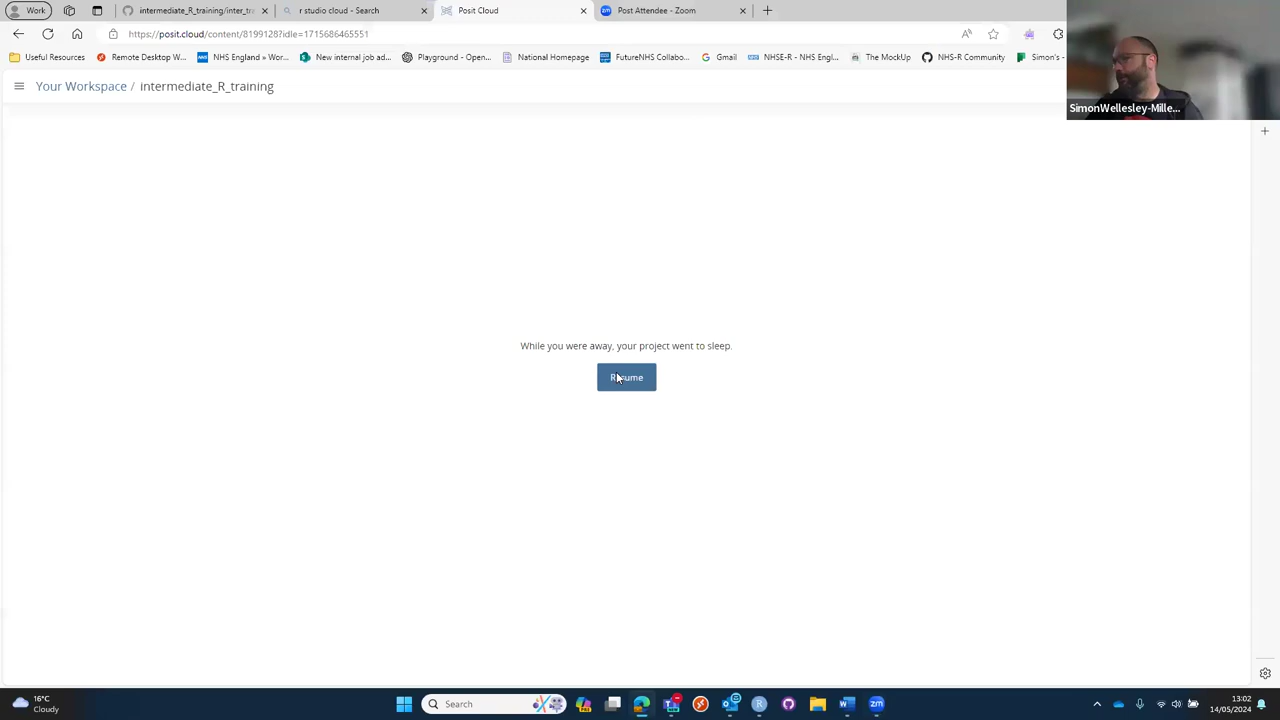 Work
intermediate_R_training/inter_tra
r studio cloud - Search
Posit Cloud
Post Attendee - Zoom
https://posit.cloud/content/8199128?idle=1715686465551
Useful Resources
Remote Desktop W...
NHS England » Wor...
New internal job ad...
Playground - Open...
National Homepage
FutureNHS Collabo...
Gmail
NHSE-R - NHS Engl...
The MockUp
NHS-R Community
Simon's -
SimonWellesley-Mille...
Your Workspace / intermediate_R_training
While you were away, your project went to sleep.
Resume
16°C
Cloudy
Search
13:02
14/05/2024